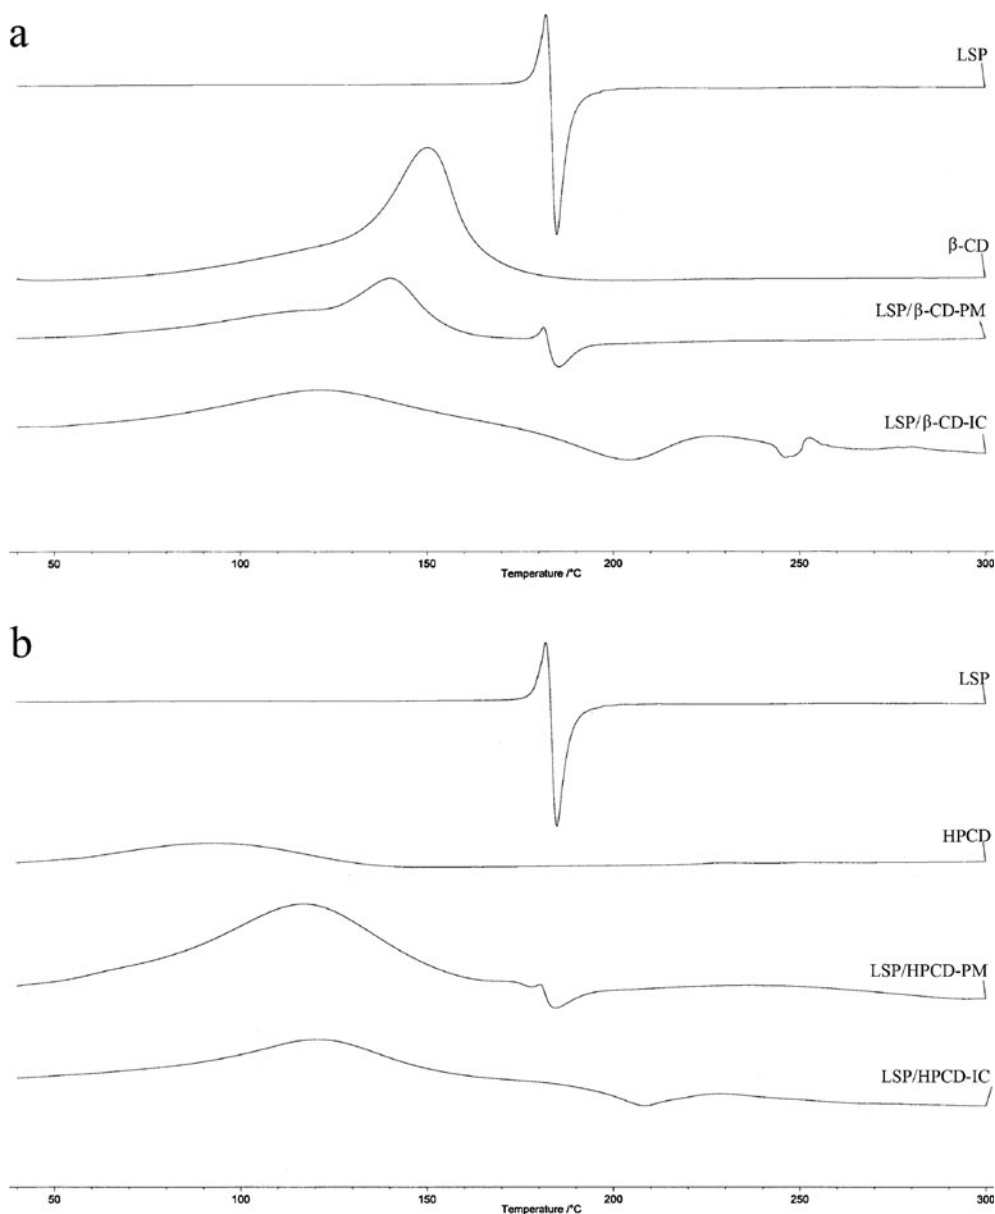 a
LSP
β-CD
LSP/β-CD-PM
LSP/β-CD-IC
50 100 150 200 250 300
Temperature /°C
b
LSP
HPCD
LSP/HPCD-PM
LSP/HPCD-IC
50 100 150 200 250 300
Temperature /°C